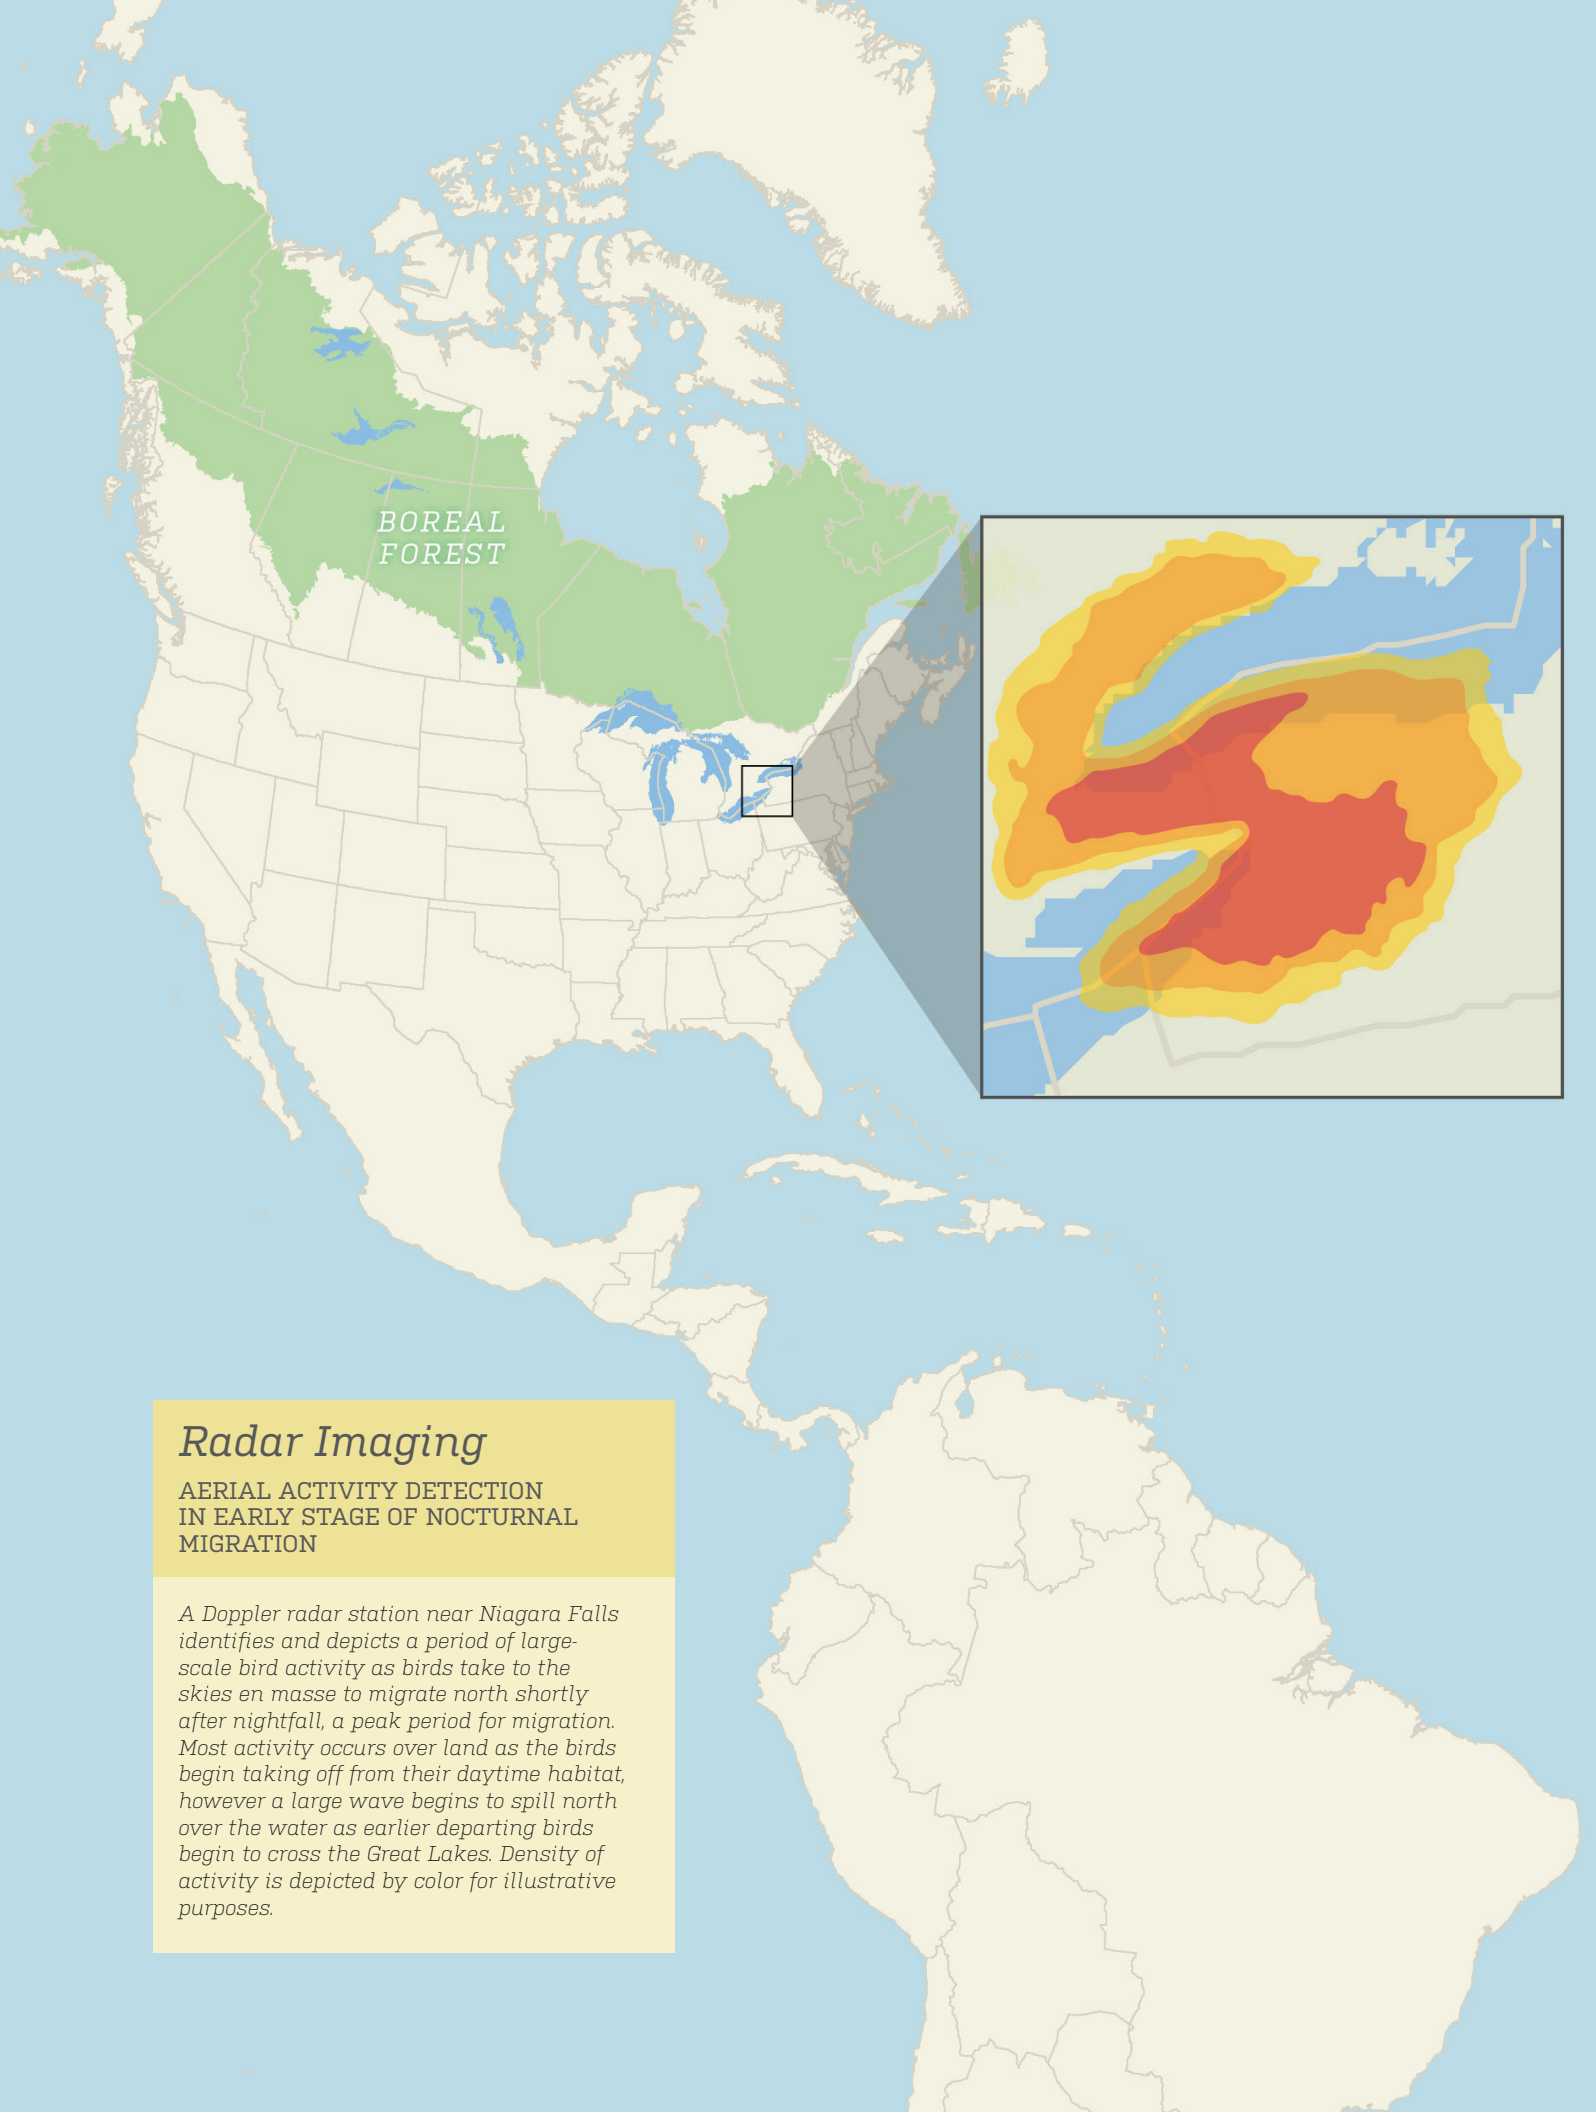 BOREAL
FOREST
Radar Imaging
AERIAL ACTIVITY DETECTION
IN EARLY STAGE OF NOCTURNAL
MIGRATION
A Doppler radar station near Niagara Falls
identifies and depicts a period of large-
scale bird activity as birds take to the
skies en masse to migrate north shortly
after nightfall, a peak period for migration.
Most activity occurs over land as the birds
begin taking off from their daytime habitat,
however a large wave begins to spill north
over the water as earlier departing birds
begin to cross the Great Lakes. Density of
activity is depicted by color for illustrative
purposes.